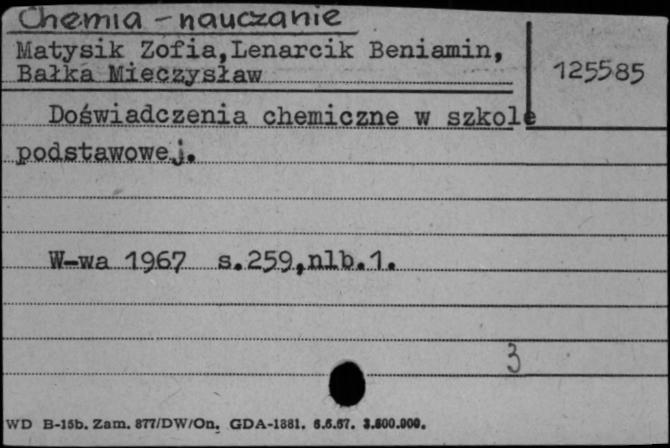 Chemia - nauczanie
Matysik Zofia, Lenarcik Beniamin,
Bałka Mieczysław
125585
Doświadczenia chemiczne w szkole
podstawowej.
W-wa 1967 s.259,nlb.1.
3
WD B-15b. Zam. 877/DW/On. GDA-1881. 6.6.67. 3.600.000.